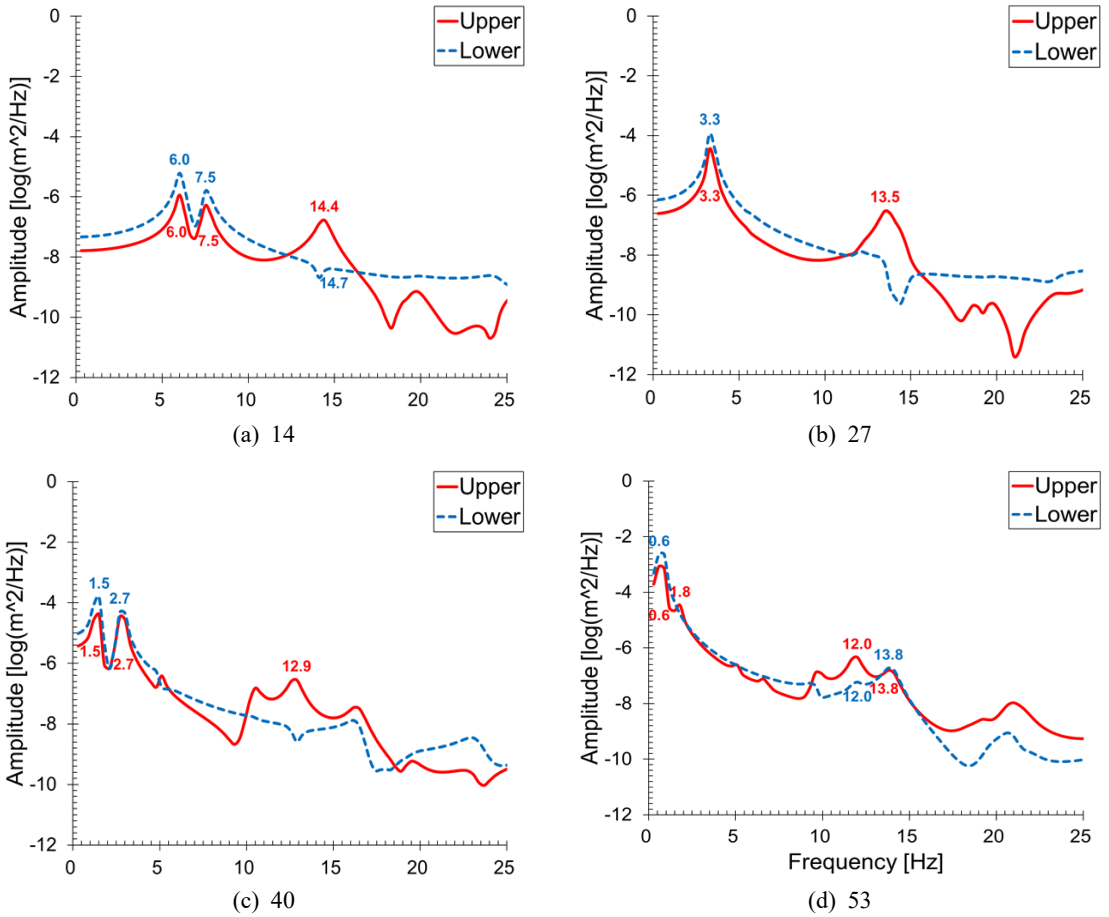 0
-2
-4
-6
-8
-10
-12
Amplitude [log(m^2/Hz)]
Upper
Lower
6.0
7.5
6.0
7.5
14.4
14.7
0 5 10 15 20 25
(a) 14
0
-2
-4
-6
-8
-10
-12
Amplitude [log(m^2/Hz)]
Upper
Lower
3.3
3.3
13.5
0 5 10 15 20 25
(b) 27
0
-2
-4
-6
-8
-10
-12
Amplitude [log(m^2/Hz)]
Upper
Lower
1.5
2.7
1.5
2.7
12.9
0 5 10 15 20 25
(c) 40
0
-2
-4
-6
-8
-10
-12
Amplitude [log(m^2/Hz)]
Upper
Lower
0.6
1.8
0.6
12.0
13.8
12.0
13.8
0 5 10 15 20 25
Frequency [Hz]
(d) 53